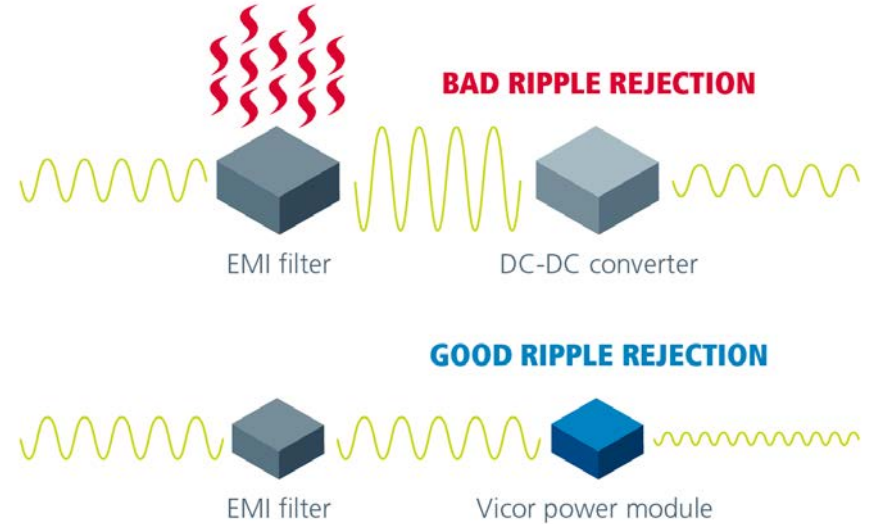 BAD RIPPLE REJECTION
EMI filter
DC-DC converter
GOOD RIPPLE REJECTION
EMI filter
Vicor power module